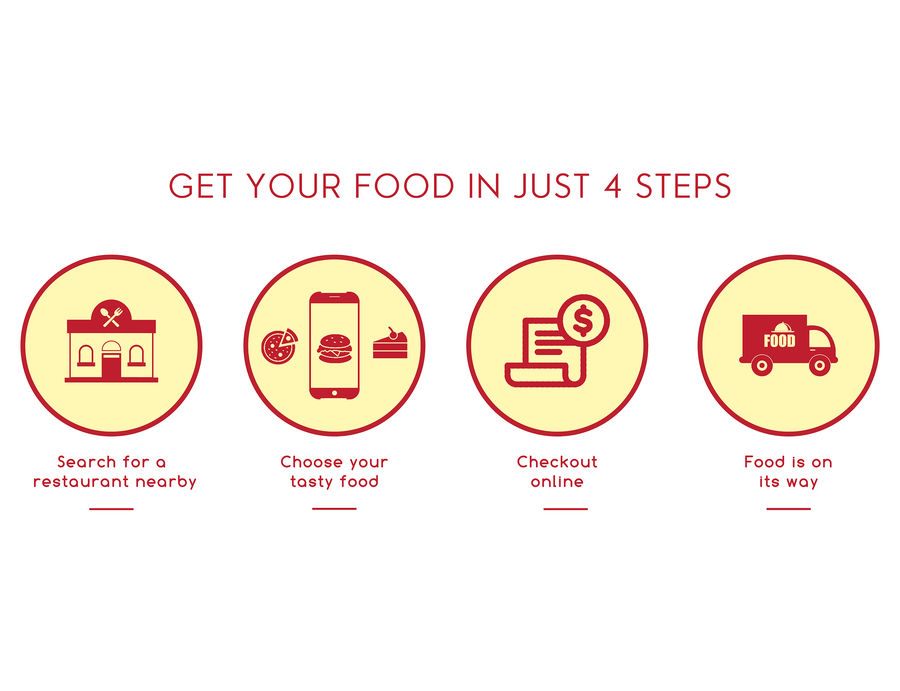 GET YOUR FOOD IN JUST 4 STEPS
$
FOOD
Search for a
restaurant nearby
Choose your
tasty food
Checkout
online
Food is on
its way